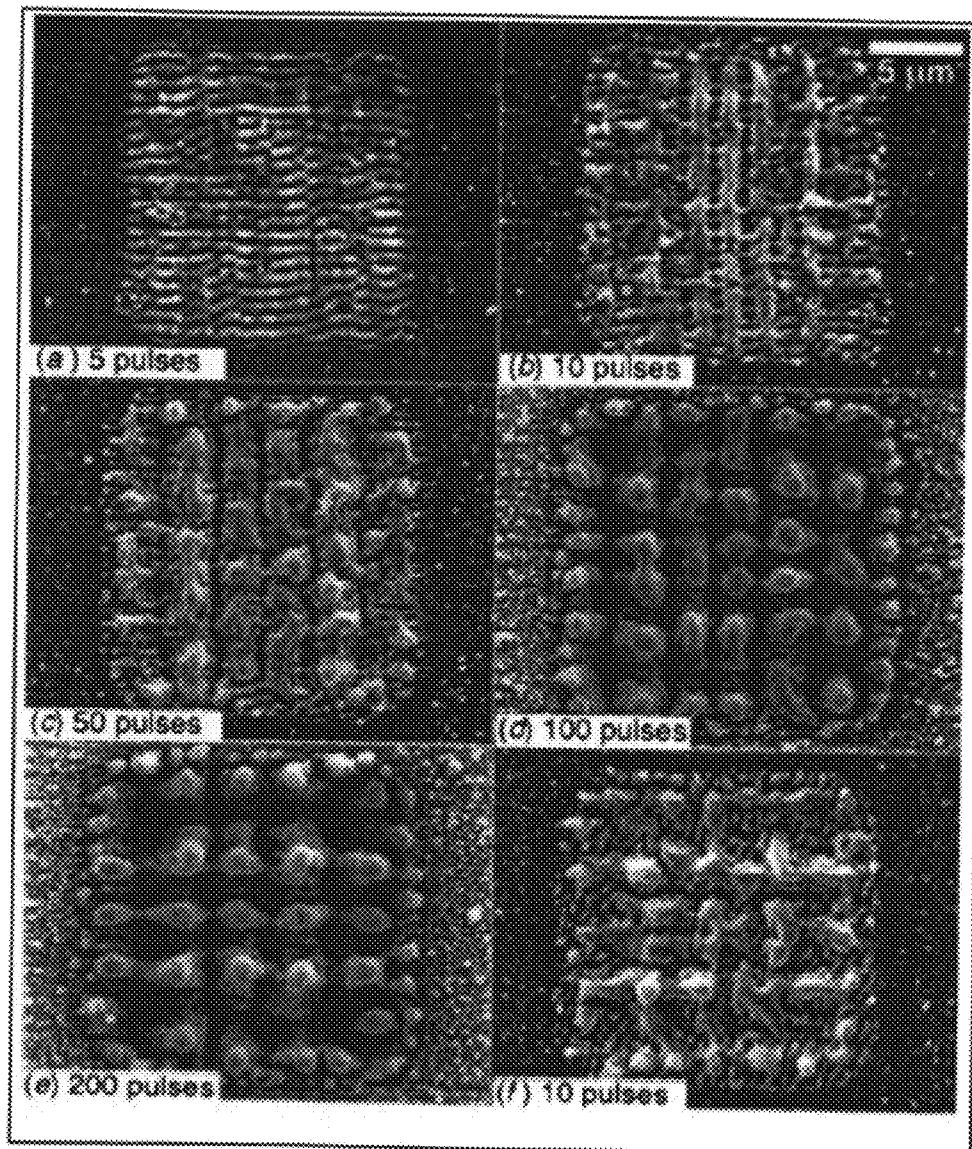 5 µm
(a) 5 pulses
(b) 10 pulses
(c) 50 pulses
(d) 100 pulses
(e) 200 pulses
(f) 10 pulses